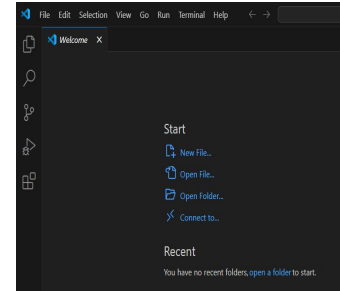 File Edit Selection View Go Run Terminal Help
Welcome
Start
New File...
Open File...
Open Folder...
Connect to...
Recent
You have no recent folders, open a folder to start.